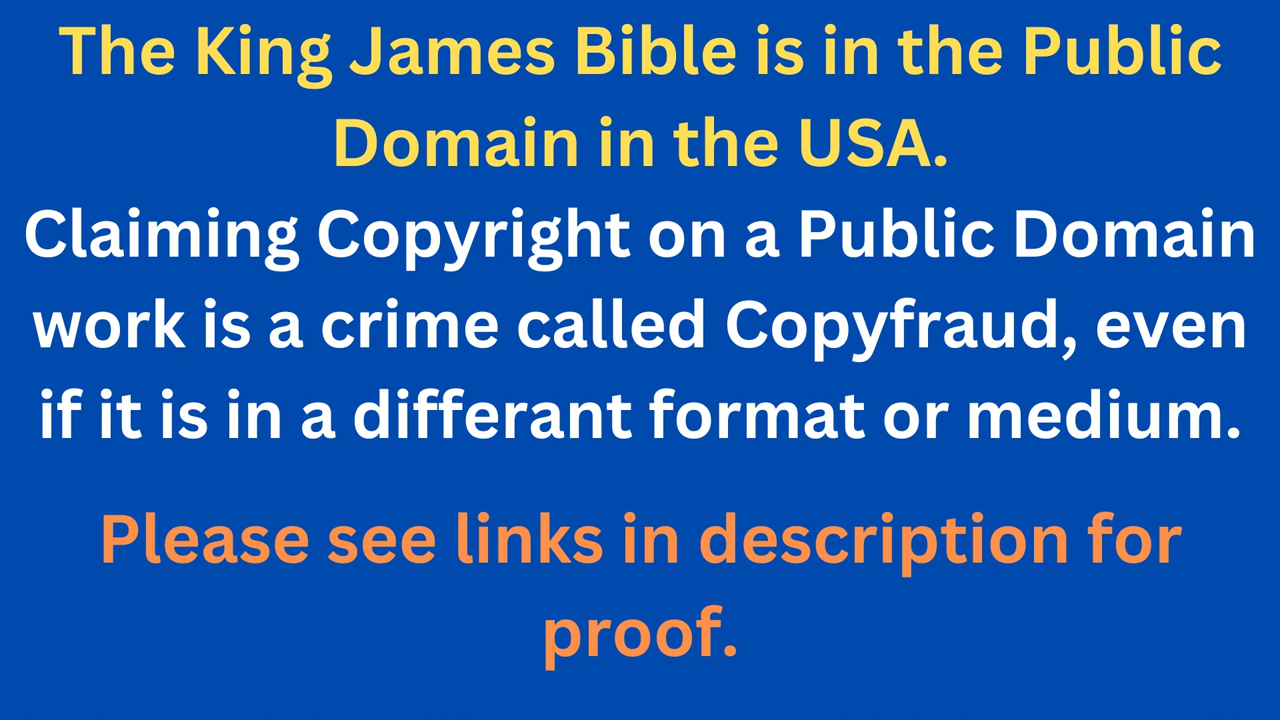 The King James Bible is in the Public
Domain in the USA.
Claiming Copyright on a Public Domain
work is a crime called Copyfraud, even
if it is in a differant format or medium.
Please see links in description for
proof.